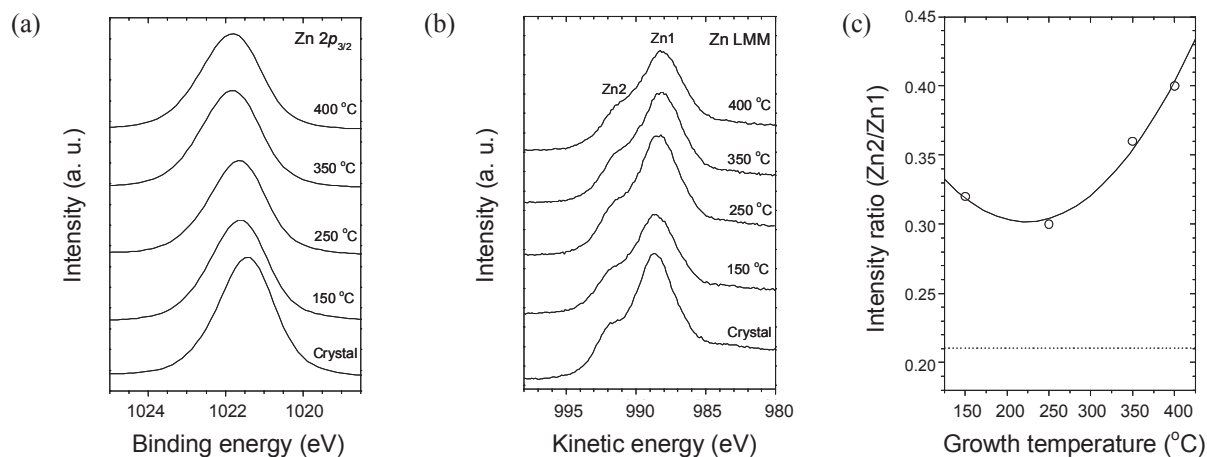 (a)
Zn 2p3/2
400 °C
350 °C
250 °C
150 °C
Crystal
Intensity (a. u.)
1024 1022 1020
Binding energy (eV)
(b)
Zn1
Zn LMM
Zn2
400 °C
350 °C
250 °C
150 °C
Crystal
Intensity (a. u.)
995 990 985 980
Kinetic energy (eV)
(c)
0.45
0.40
0.35
0.30
0.25
0.20
Intensity ratio (Zn2/Zn1)
150 200 250 300 350 400
Growth temperature (°C)